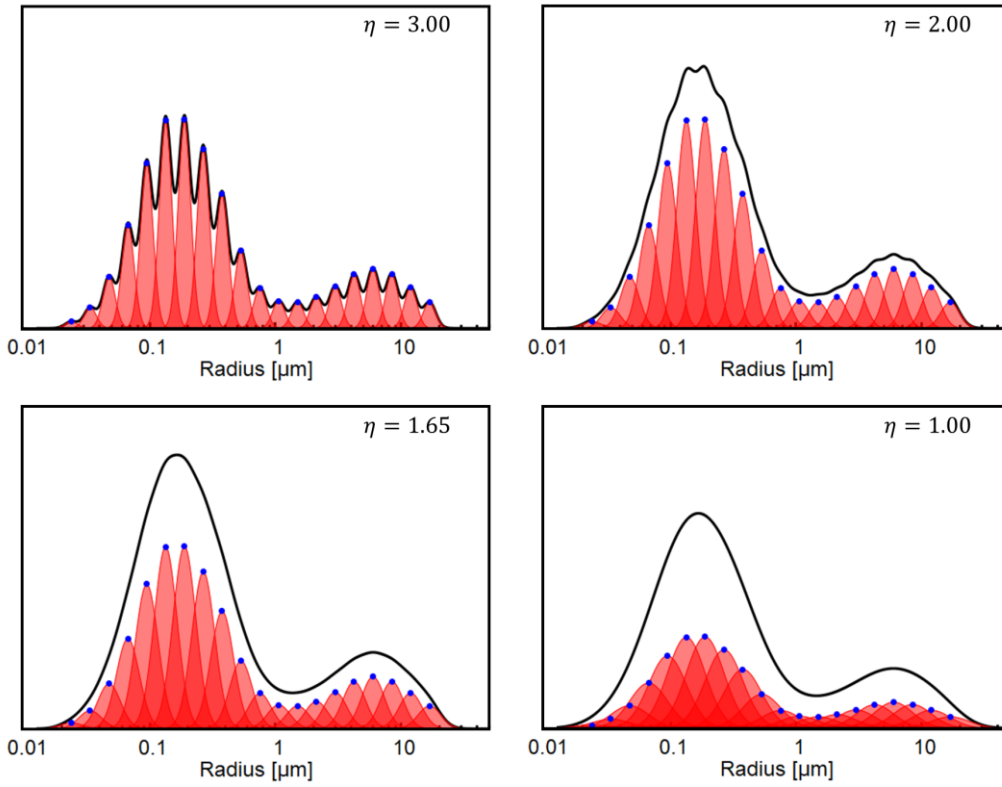 η = 3.00
0.01 0.1 1 10
Radius [µm]
η = 2.00
0.01 0.1 1 10
Radius [µm]
η = 1.65
0.01 0.1 1 10
Radius [µm]
η = 1.00
0.01 0.1 1 10
Radius [µm]